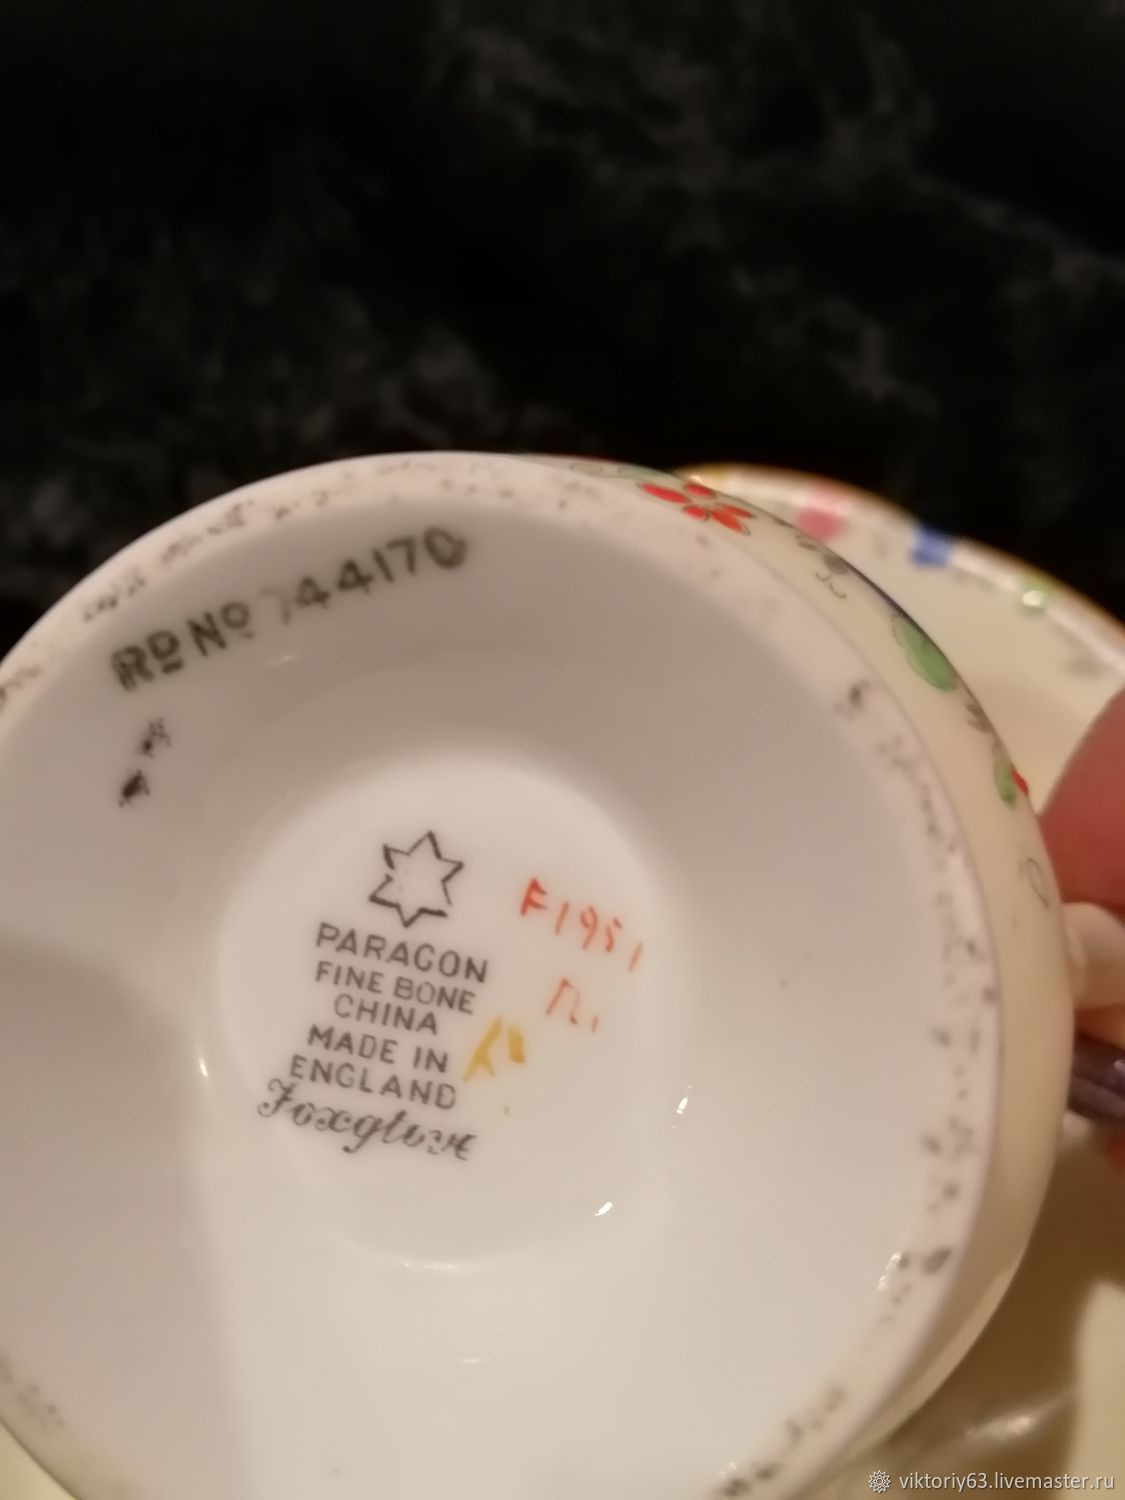 RD NO 744170
PARAGON
FINE BONE
CHINA
MADE IN
ENGLAND
Foxglove
F1951
viktoriy63.livemaster.ru